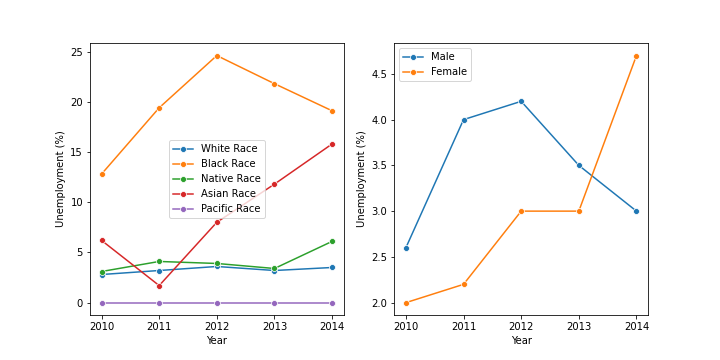 Unemployment (%)
25
20
15
10
5
0
White Race
Black Race
Native Race
Asian Race
Pacific Race
2010
2011
2012
2013
2014
Year
Unemployment (%)
4.5
4.0
3.5
3.0
2.5
2.0
Male
Female
2010
2011
2012
2013
2014
Year